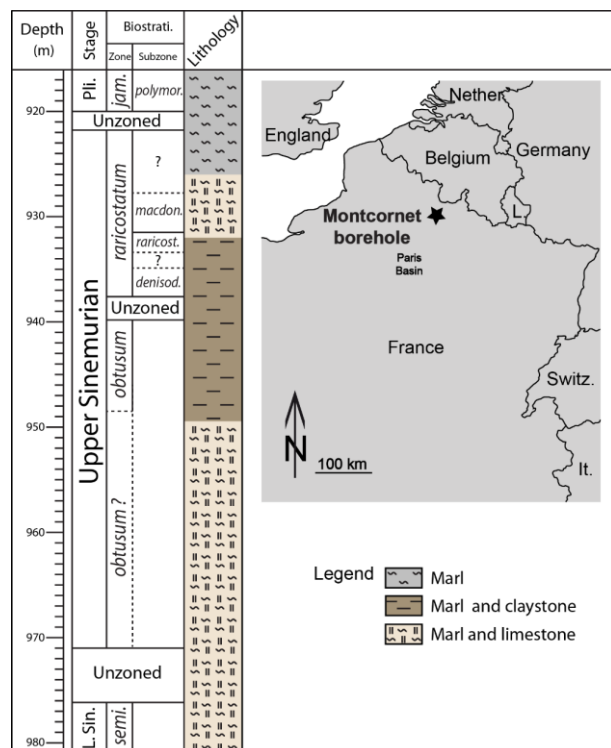 Depth
(m)
Stage
Biostrati.
Zone
Subzone
Lithology
920
930
940
950
960
970
980
Pli.
Upper Sinemurian
L. Sin.
jam.
polymor.
Unzoned
raricostatum
?
macdon.
raricost.
?
denisod.
Unzoned
obtusum
obtusum?
Unzoned
semi.
England
Nether.
Belgium
Germany
L.
Montcornet
borehole
Paris
Basin
France
Switz.
It.
N
100 km
Legend
Marl
Marl and claystone
Marl and limestone